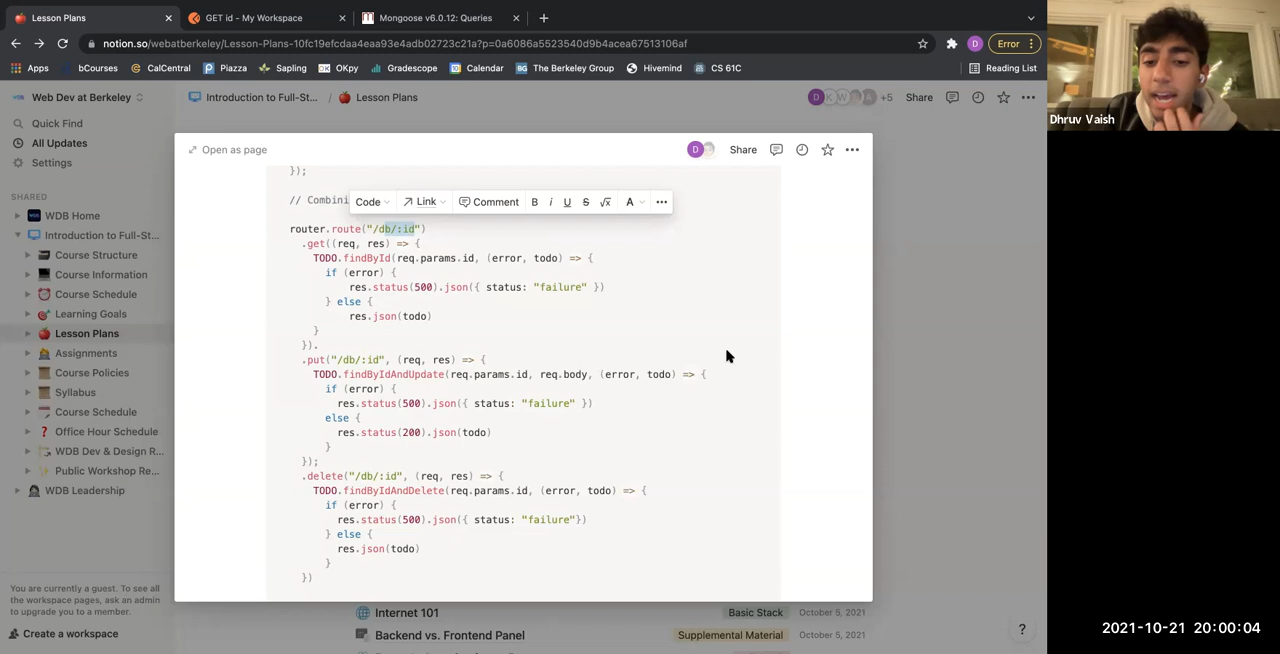 Lesson Plans
GET id - My Workspace
Mongoose v6.0.12: Queries
notion.so/webatberkeley/Lesson-Plans-10fc19efcdaa4eaa93e4adb02723c21a?p=0a6086a5523540d9b4acea67513106af
D
Error
Apps
bCourses
CalCentral
Piazza
Sapling
OK OKpy
Gradescope
Calendar
BG The Berkeley Group
Hivemind
CS 61C
Reading List
Web Dev at Berkeley
Introduction to Full-St... / Lesson Plans
D K W A +5 Share
Dhruv Vaish
Quick Find
All Updates
Settings
SHARED
WDB Home
Introduction to Full-St...
Course Structure
Course Information
Course Schedule
Learning Goals
Lesson Plans
Assignments
Course Policies
Syllabus
Course Schedule
Office Hour Schedule
WDB Dev & Design R...
Public Workshop Re...
WDB Leadership
You are currently a guest. To see all
the workspace pages, ask an admin
to upgrade you to a member.
Create a workspace
Open as page
D
Share
});
// Combini
Code
Link
Comment
B i U S √x A
router.route("/db/:id")
.get((req, res) => {
TODO.findById(req.params.id, (error, todo) => {
if (error) {
res.status(500).json({ status: "failure" })
} else {
res.json(todo)
}
}).
.put("/db/:id", (req, res) => {
TODO.findByIdAndUpdate(req.params.id, req.body, (error, todo) => {
if (error) {
res.status(500).json({ status: "failure" })
else {
res.status(200).json(todo)
}
});
.delete("/db/:id", (req, res) => {
TODO.findByIdAndDelete(req.params.id, (error, todo) => {
if (error) {
res.status(500).json({ status: "failure"})
} else {
res.json(todo)
}
})
Internet 101
Basic Stack
October 5, 2021
Backend vs. Frontend Panel
Supplemental Material
October 5, 2021
?
2021-10-21 20:00:04